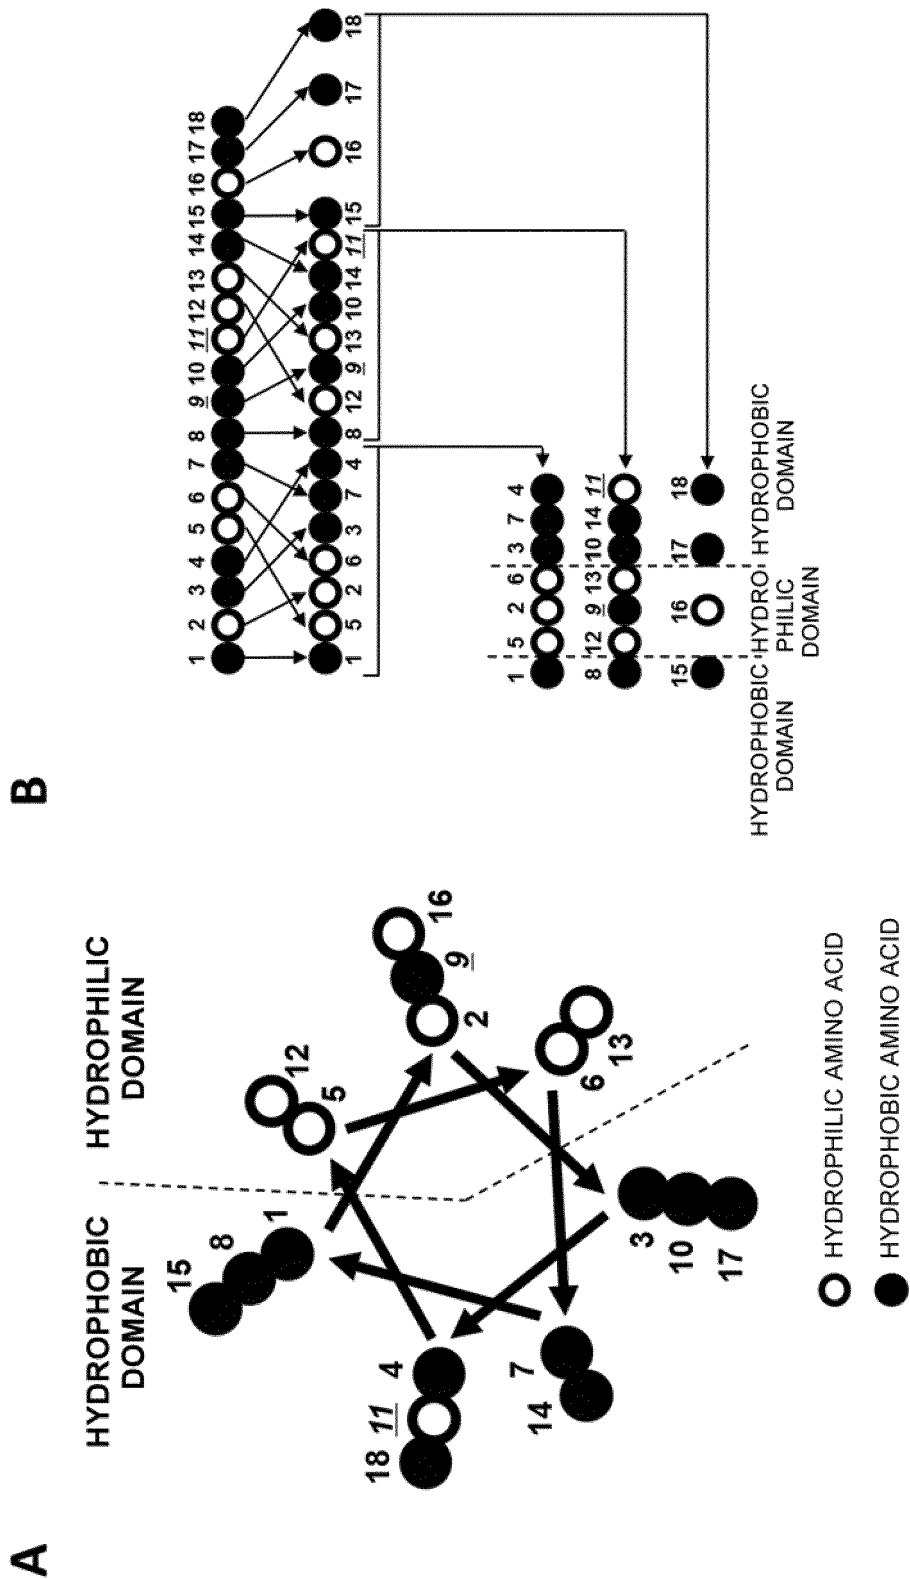 A
HYDROPHOBIC
DOMAIN
HYDROPHILIC
DOMAIN
15
8
1
12
5
18 11 4
16
9
2
7
14
6
13
3
10
17
HYDROPHILIC AMINO ACID
HYDROPHOBIC AMINO ACID
B
1 2 3 4 5 6 7 8 9 10 11 12 13 14 15 16 17 18
1 5 2 6 3 7 4 8 12 9 13 10 14 11 15 16 17 18
1 5 2 6 3 7 4
8 12 9 13 10 14 11
15 16 17 18
HYDROPHOBIC
DOMAIN
HYDRO
PHILIC
DOMAIN
HYDROPHOBIC
DOMAIN